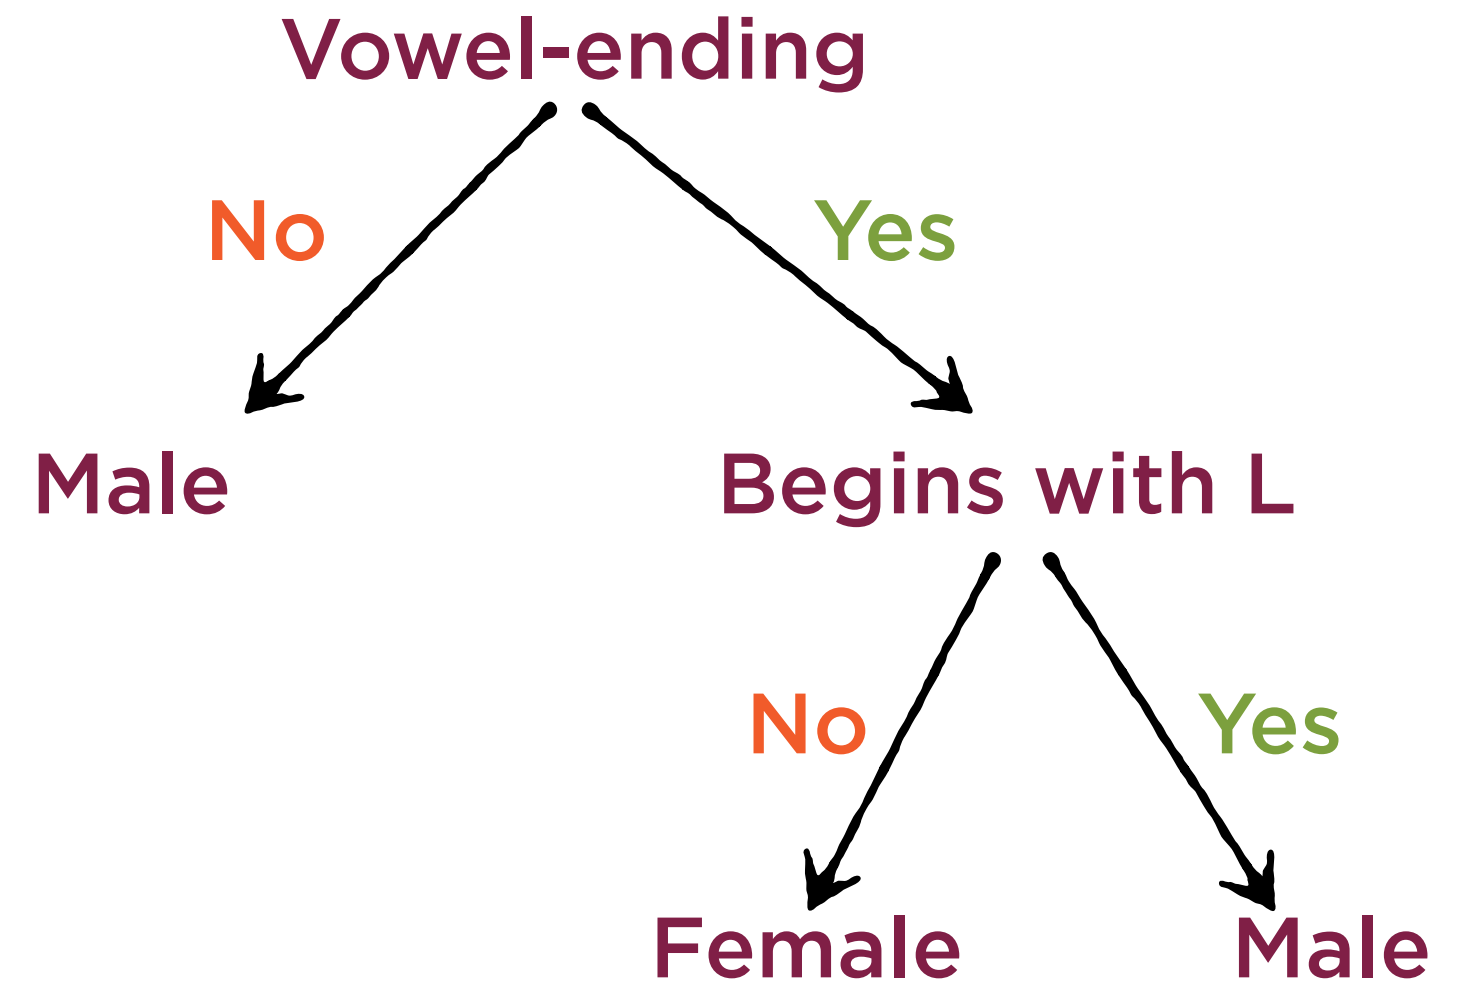 Vowel-ending
No
Yes
Male
Begins with L
No
Yes
Female
Male